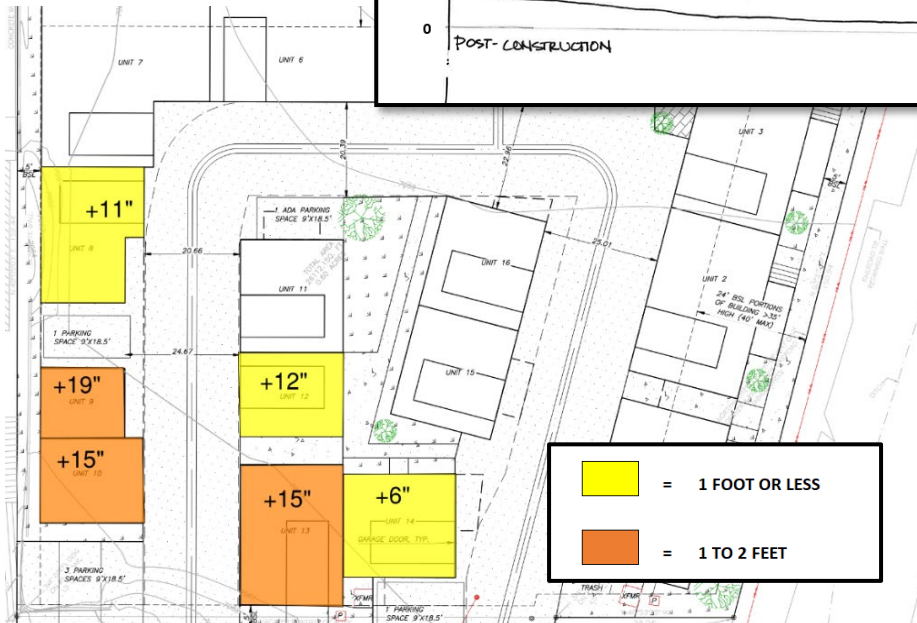 0
POST-CONSTRUCTION
CONCRETE
UNIT 7
UNIT 6
UNIT 3
20.39
22.96
5'
BSL
BSL
+11"
UNIT 8
1 ADA PARKING
SPACE 9'X18.5'
20.66
25.01
UNIT 16
UNIT 11
UNIT 2
24' BSL PORTIONS
OF BUILDING >35'
HIGH (40' MAX)
1 PARKING
SPACE 9'X18.5'
24.67
+19"
UNIT 9
+12"
UNIT 12
UNIT 15
+15"
UNIT 10
+15"
UNIT 13
+6"
UNIT 14
GARAGE DOOR, TYP.
= 1 FOOT OR LESS
= 1 TO 2 FEET
3 PARKING
SPACES 9'X18.5'
XFMR
P
1 PARKING
SPACE 9'X18.5'
TRASH
XFMR
P